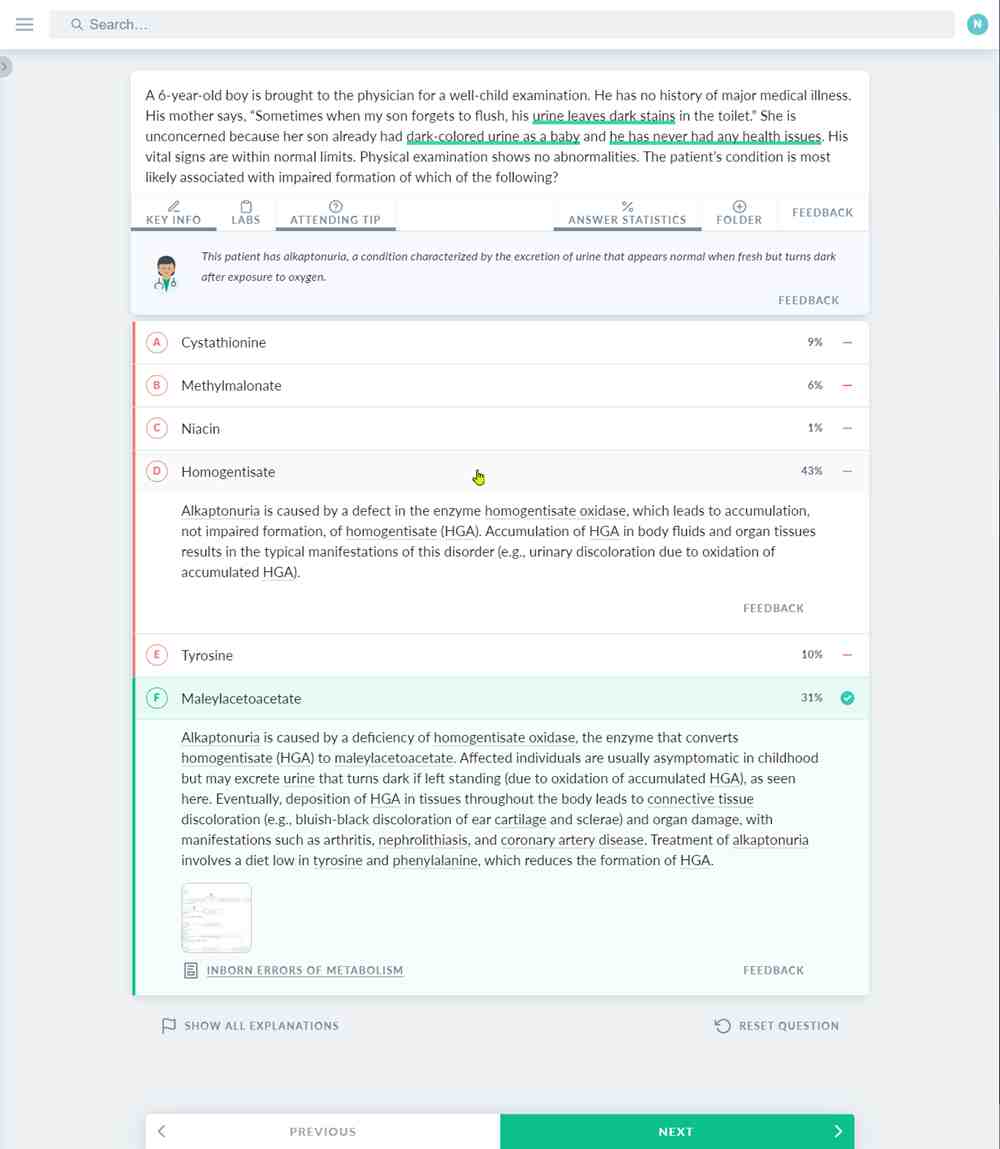 Search...
N
A 6-year-old boy is brought to the physician for a well-child examination. He has no history of major medical illness.
His mother says, “Sometimes when my son forgets to flush, his urine leaves dark stains in the toilet.” She is
unconcerned because her son already had dark-colored urine as a baby and he has never had any health issues. His
vital signs are within normal limits. Physical examination shows no abnormalities. The patient's condition is most
likely associated with impaired formation of which of the following?
KEY INFO LABS ATTENDING TIP ANSWER STATISTICS FOLDER FEEDBACK
This patient has alkaptonuria, a condition characterized by the excretion of urine that appears normal when fresh but turns dark
after exposure to oxygen.
FEEDBACK
A Cystathionine 9%
B Methylmalonate 6%
C Niacin 1%
D Homogentisate 43%
Alkaptonuria is caused by a defect in the enzyme homogentisate oxidase, which leads to accumulation,
not impaired formation, of homogentisate (HGA). Accumulation of HGA in body fluids and organ tissues
results in the typical manifestations of this disorder (e.g., urinary discoloration due to oxidation of
accumulated HGA).
FEEDBACK
E Tyrosine 10%
F Maleylacetoacetate 31%
Alkaptonuria is caused by a deficiency of homogentisate oxidase, the enzyme that converts
homogentisate (HGA) to maleylacetoacetate. Affected individuals are usually asymptomatic in childhood
but may excrete urine that turns dark if left standing (due to oxidation of accumulated HGA), as seen
here. Eventually, deposition of HGA in tissues throughout the body leads to connective tissue
discoloration (e.g., bluish-black discoloration of ear cartilage and sclerae) and organ damage, with
manifestations such as arthritis, nephrolithiasis, and coronary artery disease. Treatment of alkaptonuria
involves a diet low in tyrosine and phenylalanine, which reduces the formation of HGA.
INBORN ERRORS OF METABOLISM FEEDBACK
SHOW ALL EXPLANATIONS RESET QUESTION
PREVIOUS NEXT